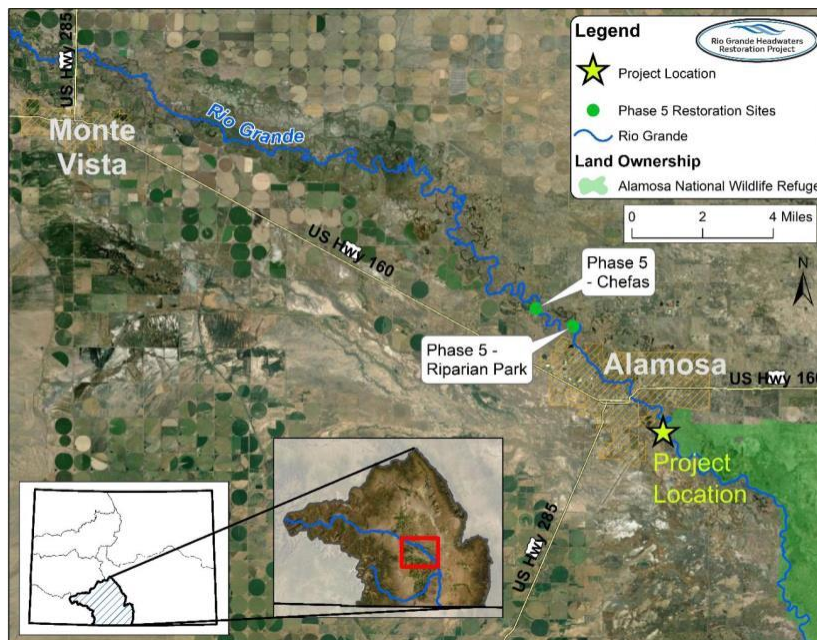 US Hwy 285
Monte
Vista
Rio Grande
US Hwy 160
Legend
Rio Grande Headwaters
Restoration Project
Project Location
Phase 5 Restoration Sites
Rio Grande
Land Ownership
Alamosa National Wildlife Refuge
0 2 4 Miles
N
Phase 5
- Chefas
Phase 5 -
Riparian Park
Alamosa
US Hwy 160
Project
Location
US Hwy 285